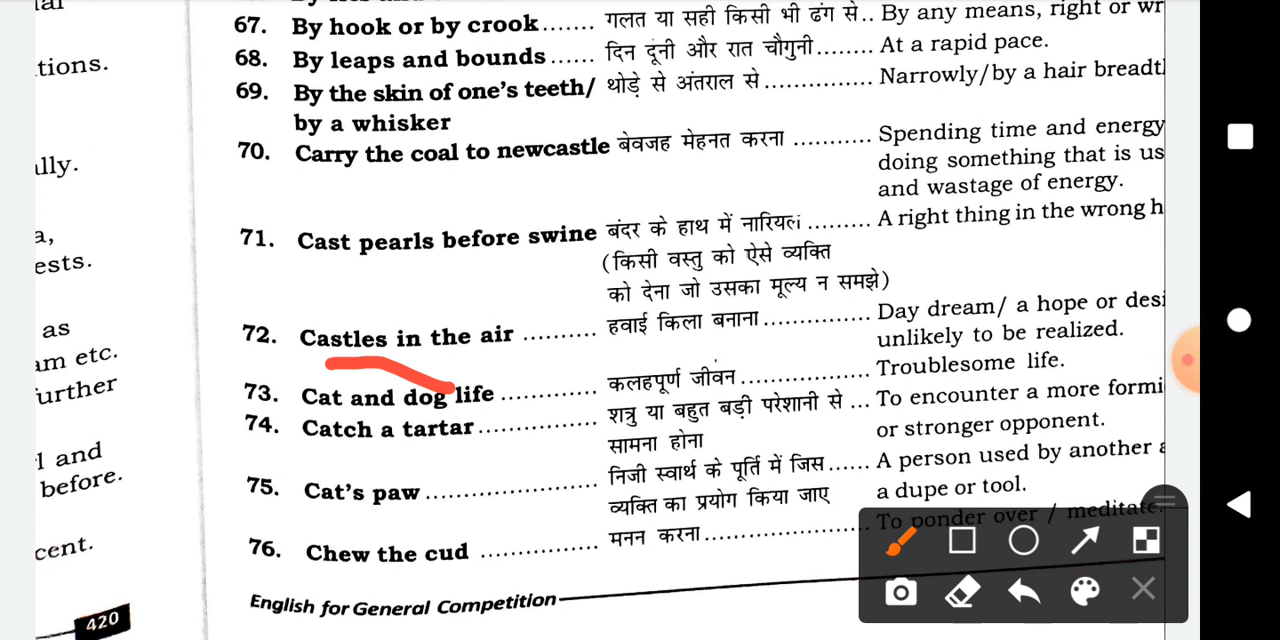 tions.
ally.
a,
ests.
as
am etc.
further
l and
before.
cent.
420
67. By hook or by crook....... गलत या सही किसी भी ढंग से.. By any means, right or wr
68. By leaps and bounds...... दिन दूनी और रात चौगुनी........ At a rapid pace.
69. By the skin of one's teeth/ थोड़े से अंतराल से............... Narrowly/by a hair breadt
by a whisker
70. Carry the coal to newcastle बेवजह मेहनत करना ........... Spending time and energy
doing something that is us
and wastage of energy.
71. Cast pearls before swine बंदर के हाथ में नारियल ......... A right thing in the wrong h
(किसी वस्तु को ऐसे व्यक्ति
को देना जो उसका मूल्य न समझे)
72. Castles in the air .......... हवाई किला बनाना............... Day dream/ a hope or desi
unlikely to be realized.
73. Cat and dog life ............. कलहपूर्ण जीवन.................. Troublesome life.
74. Catch a tartar................ शत्रु या बहुत बड़ी परेशानी से ... To encounter a more formi
सामना होना or stronger opponent.
75. Cat's paw....................... निजी स्वार्थ के पूर्ति में जिस...... A person used by another a
व्यक्ति का प्रयोग किया जाए a dupe or tool.
76. Chew the cud ................ मनन करना...................... To ponder over / meditate.
English for General Competition